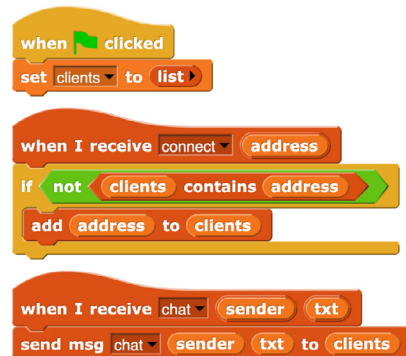 when clicked
set clients to list
when I receive connect address
if not clients contains address
add address to clients
when I receive chat sender txt
send msg chat sender txt to clients